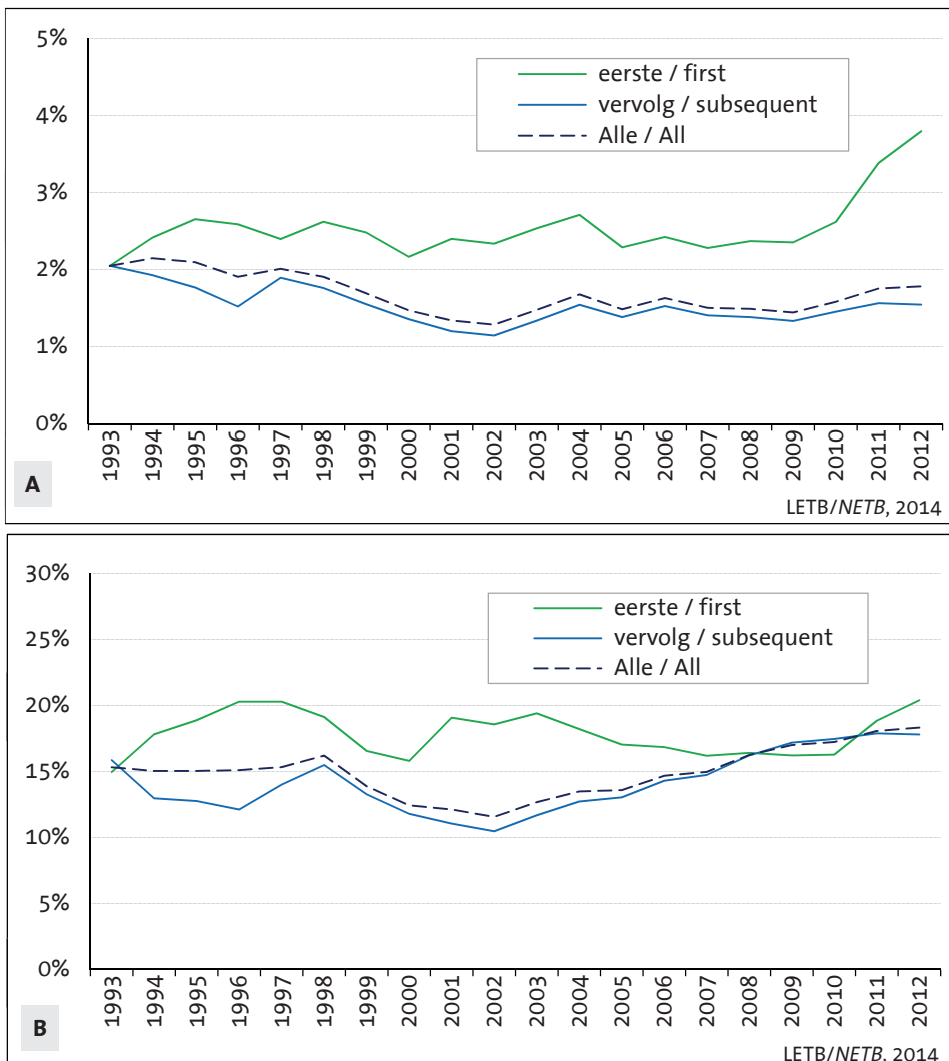 5%
eerste / first
4%
vervolg / subsequent
Alle / All
3%
2%
1%
0%
1993 1994 1995 1996 1997 1998 1999 2000 2001 2002 2003 2004 2005 2006 2007 2008 2009 2010 2011 2012
A
LETB/NETB, 2014
30%
eerste / first
25%
vervolg / subsequent
Alle / All
20%
15%
10%
5%
0%
1993 1994 1995 1996 1997 1998 1999 2000 2001 2002 2003 2004 2005 2006 2007 2008 2009 2010 2011 2012
B
LETB/NETB, 2014